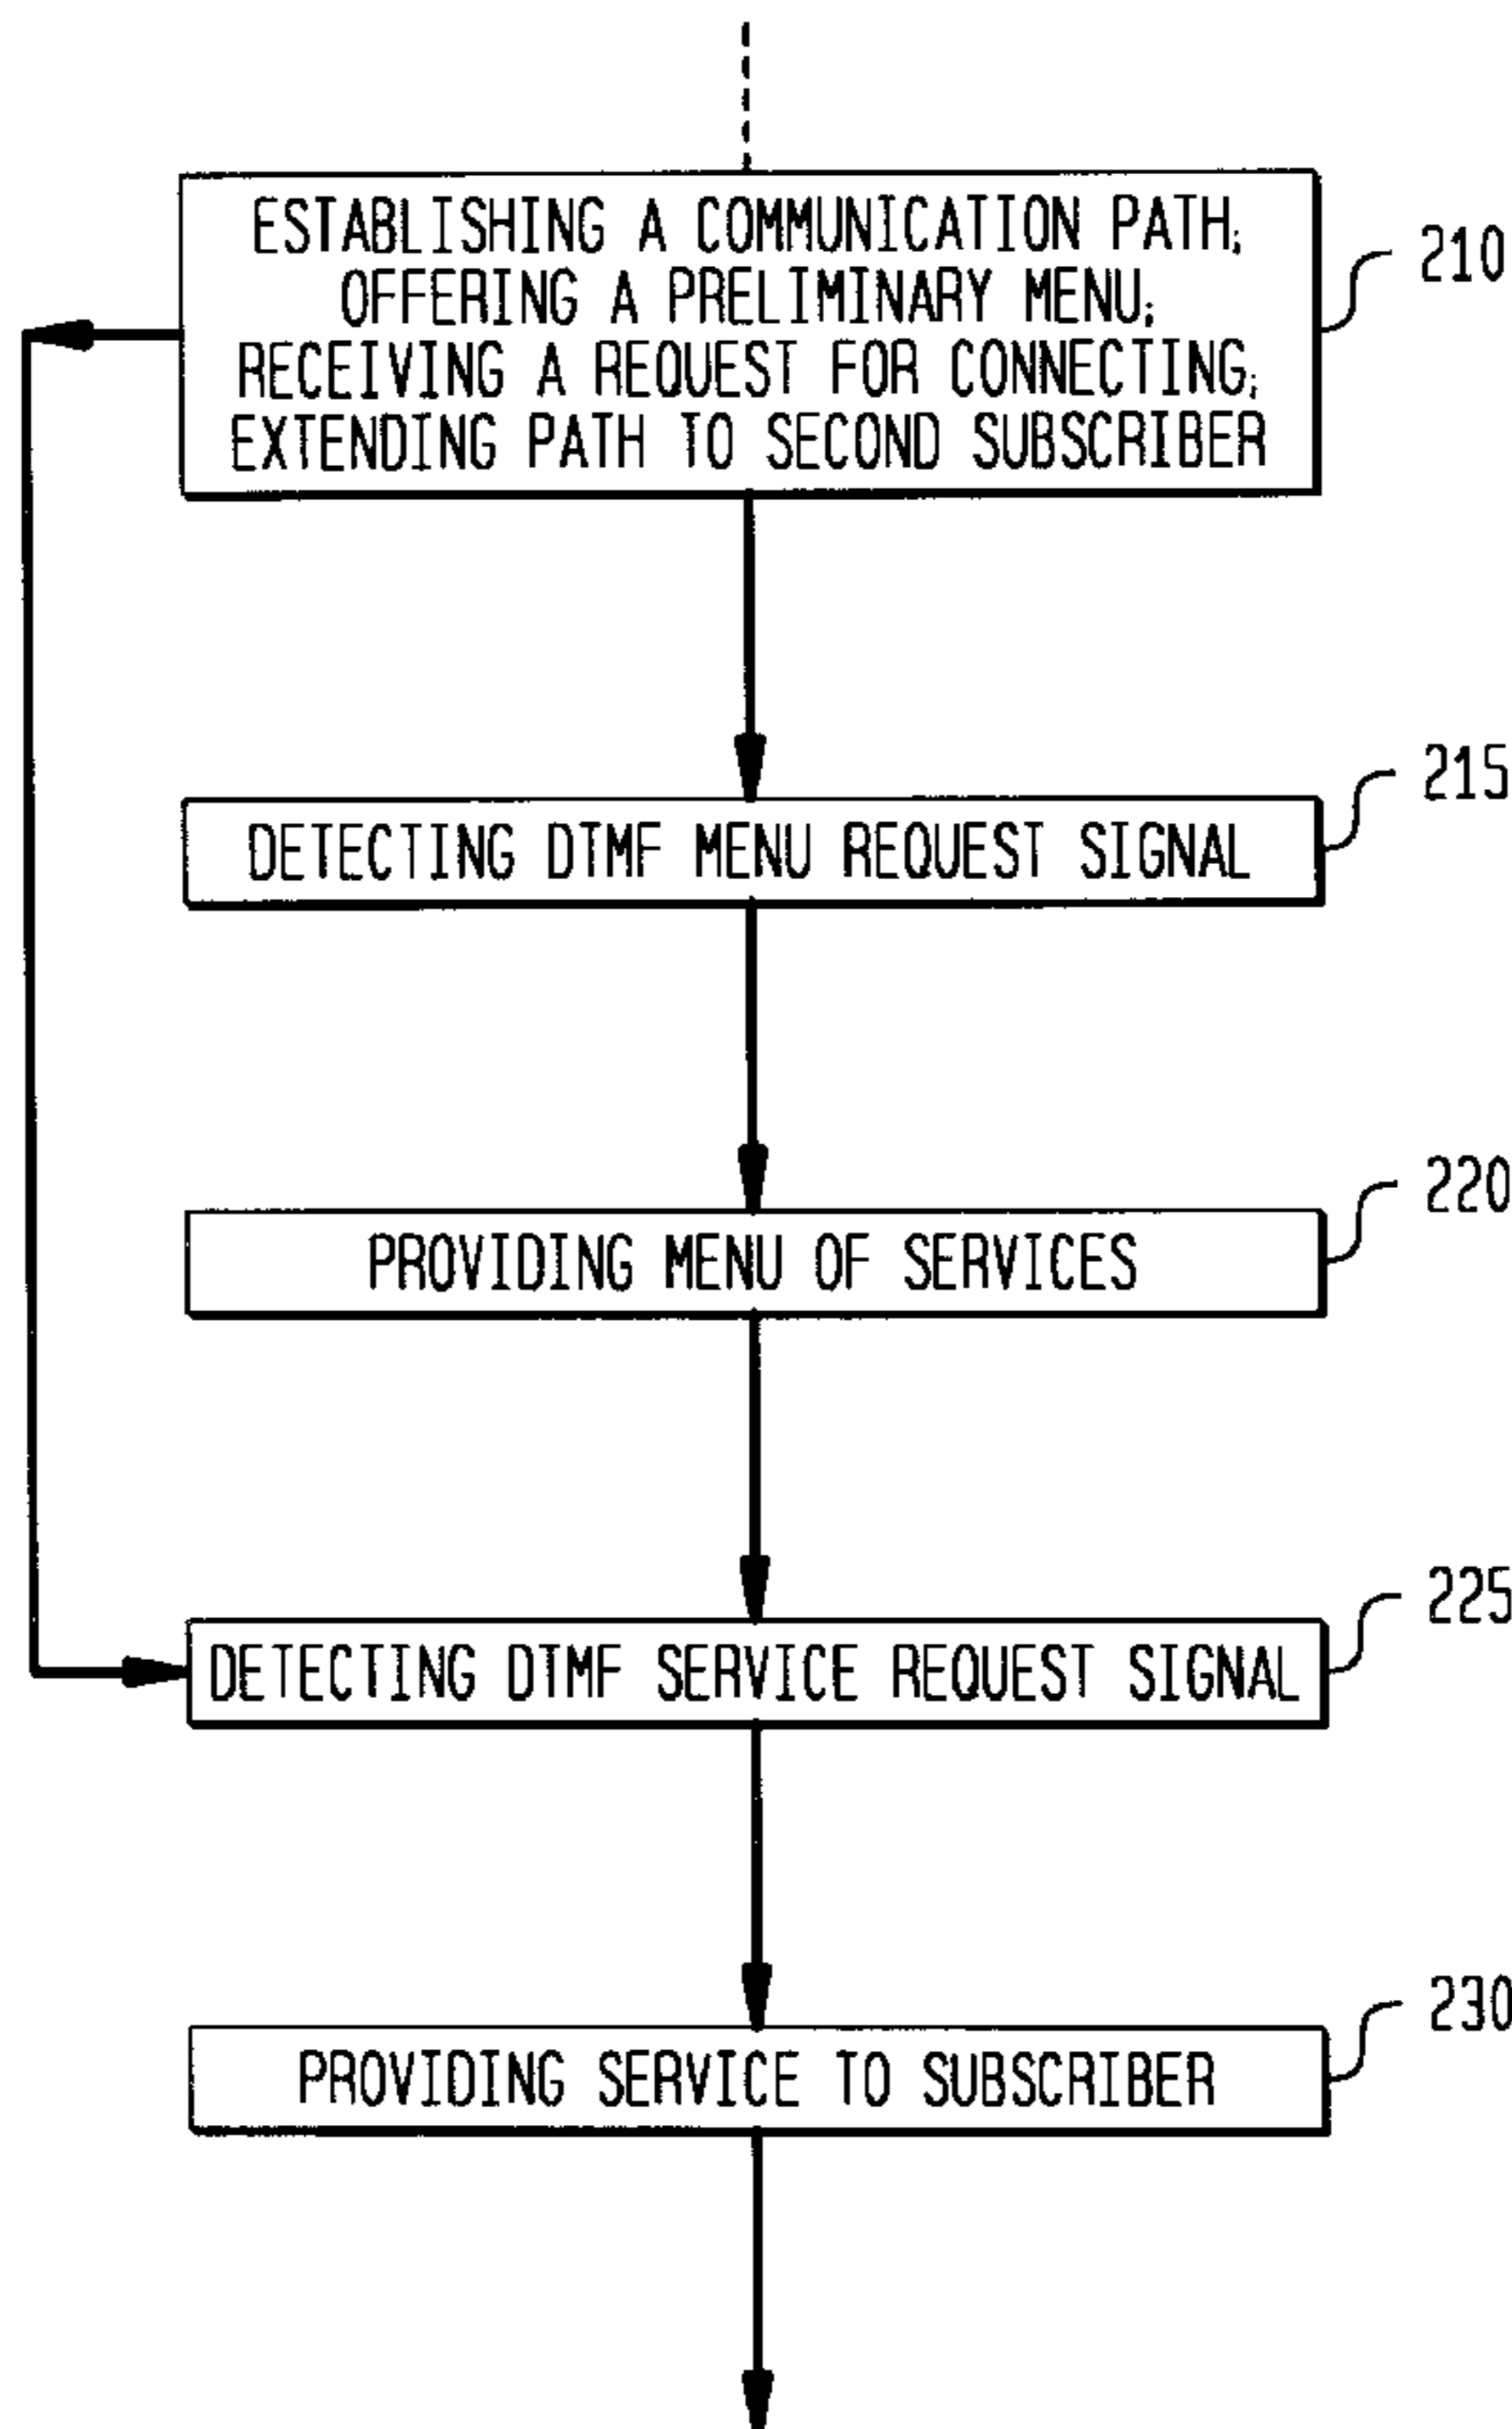 ESTABLISHING A COMMUNICATION PATH;
OFFERING A PRELIMINARY MENU;
RECEIVING A REQUEST FOR CONNECTING;
EXTENDING PATH TO SECOND SUBSCRIBER
210
DETECTING DTMF MENU REQUEST SIGNAL
215
PROVIDING MENU OF SERVICES
220
DETECTING DTMF SERVICE REQUEST SIGNAL
225
PROVIDING SERVICE TO SUBSCRIBER
230